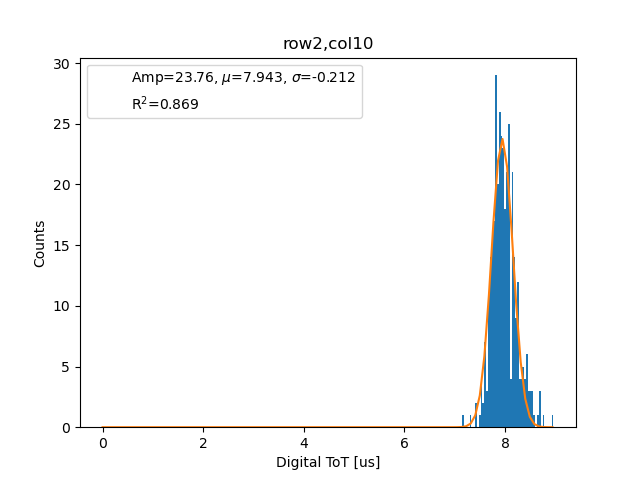 row2,col10
Amp=23.76, μ=7.943, σ=-0.212
R²=0.869
30
25
20
15
10
5
0
Counts
0 2 4 6 8
Digital ToT [us]